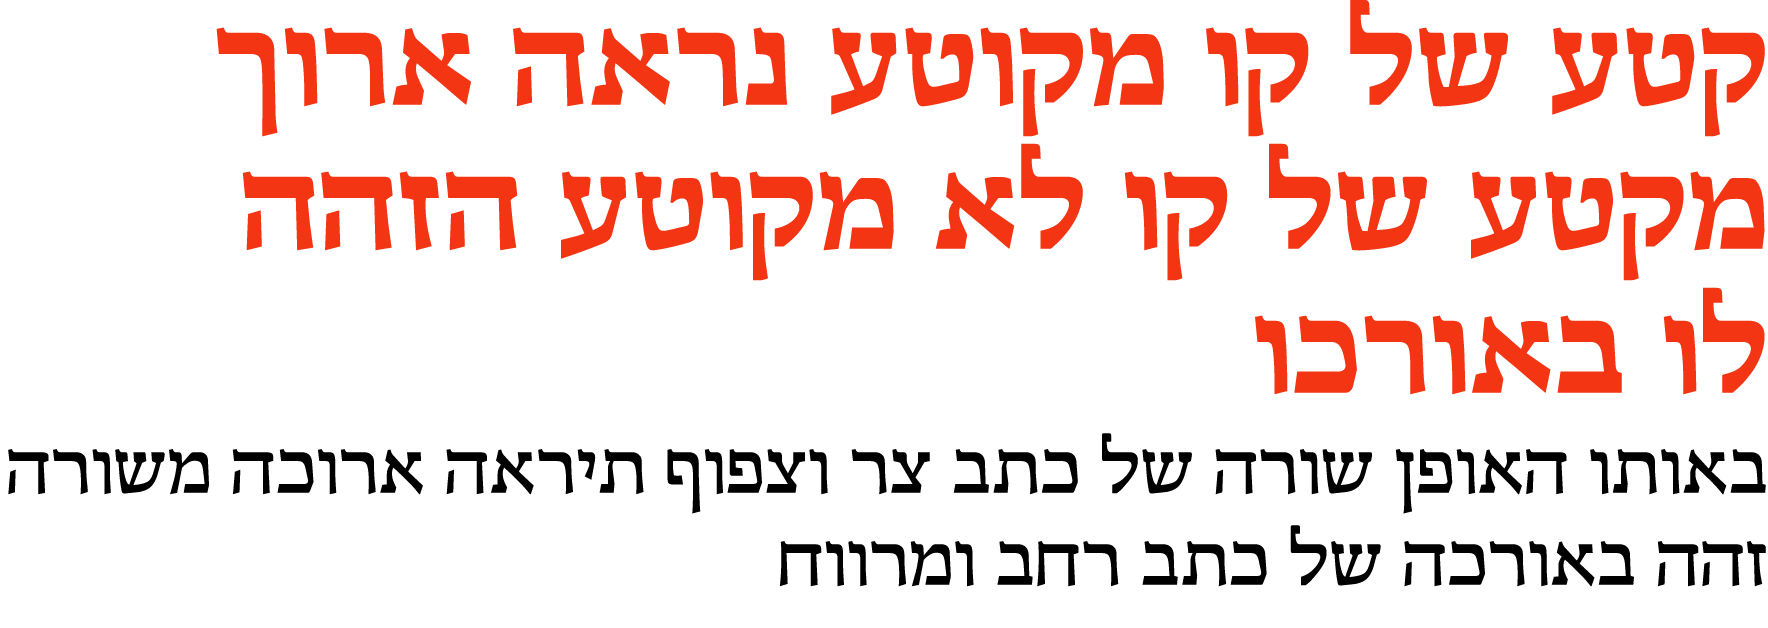 קטע של קו מקוטע נראה ארוך
מקטע של קו לא מקוטע הזהה
לו באורכו
באותו האופן שורה של כתב צר וצפוף תיראה ארוכה משורה
זהה באורכה של כתב רחב ומרווח